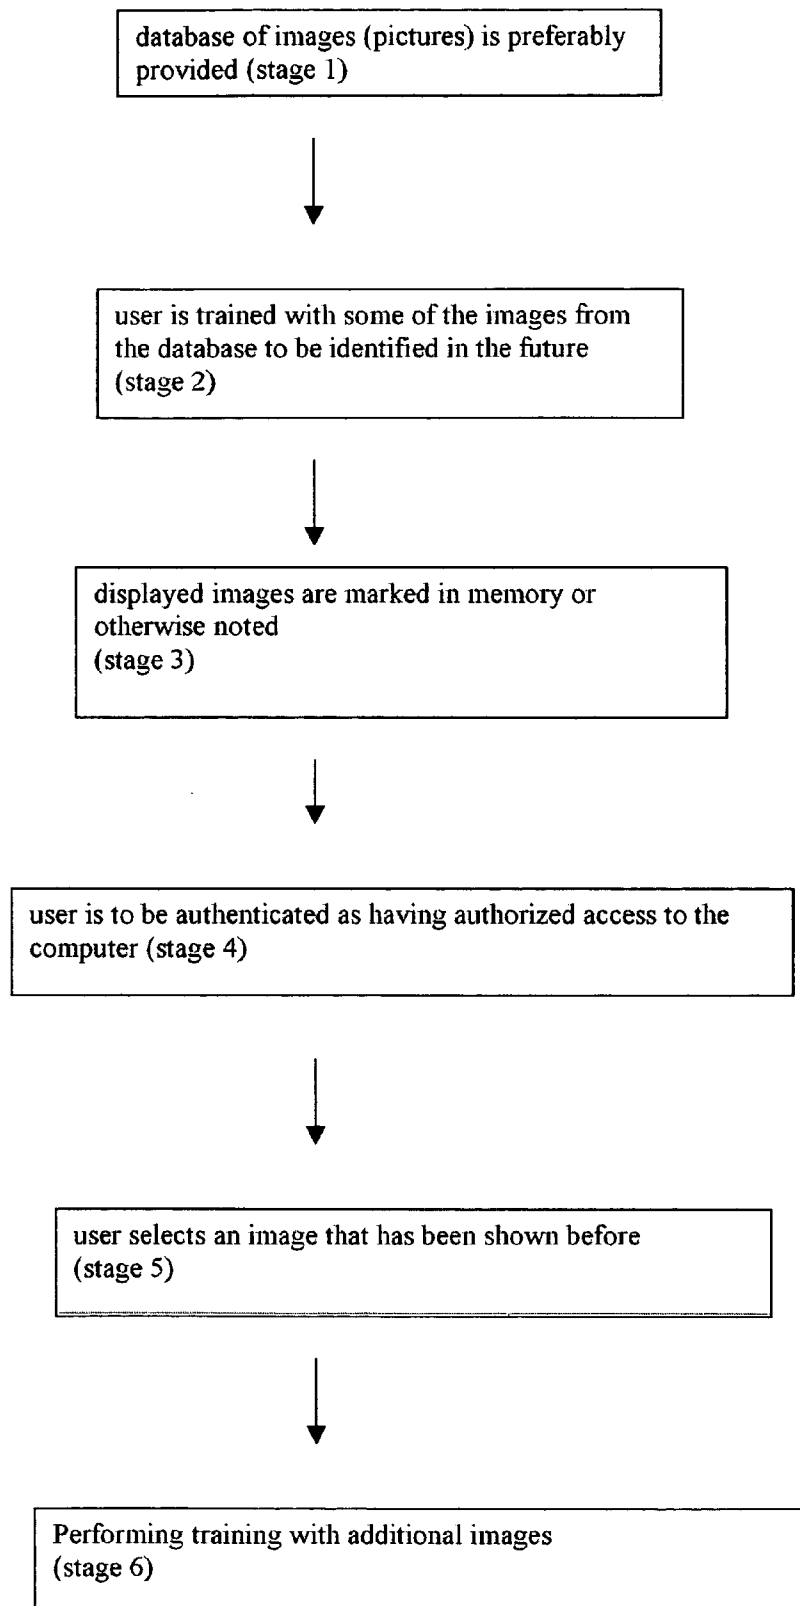 database of images (pictures) is preferably
provided (stage 1)
user is trained with some of the images from
the database to be identified in the future
(stage 2)
displayed images are marked in memory or
otherwise noted
(stage 3)
user is to be authenticated as having authorized access to the
computer (stage 4)
user selects an image that has been shown before
(stage 5)
Performing training with additional images
(stage 6)